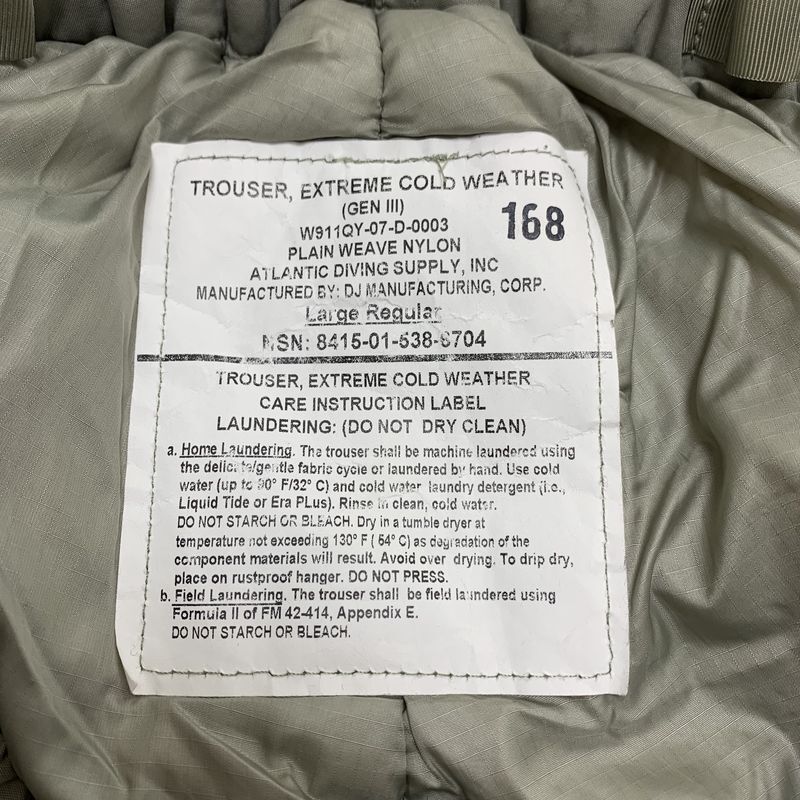 TROUSER, EXTREME COLD WEATHER
(GEN III)
168
W911QY-07-D-0003
PLAIN WEAVE NYLON
ATLANTIC DIVING SUPPLY, INC
MANUFACTURED BY: DJ MANUFACTURING, CORP.
Large Regular
NSN: 8415-01-538-6704
TROUSER, EXTREME COLD WEATHER
CARE INSTRUCTION LABEL
LAUNDERING: (DO NOT DRY CLEAN)
a. Home Laundering. The trouser shall be machine laundered using
the delicate/gentle fabric cycle or laundered by hand. Use cold
water (up to 90° F/32° C) and cold water laundry detergent (i.e.,
Liquid Tide or Era PLus). Rinse in clean, cold water.
DO NOT STARCH OR BLEACH. Dry in a tumble dryer at
temperature not exceeding 130° F ( 54° C) as degradation of the
component materials will result. Avoid over drying. To drip dry,
place on rustproof hanger. DO NOT PRESS.
b. Field Laundering. The trouser shall be field laundered using
Formula II of FM 42-414, Appendix E.
DO NOT STARCH OR BLEACH.